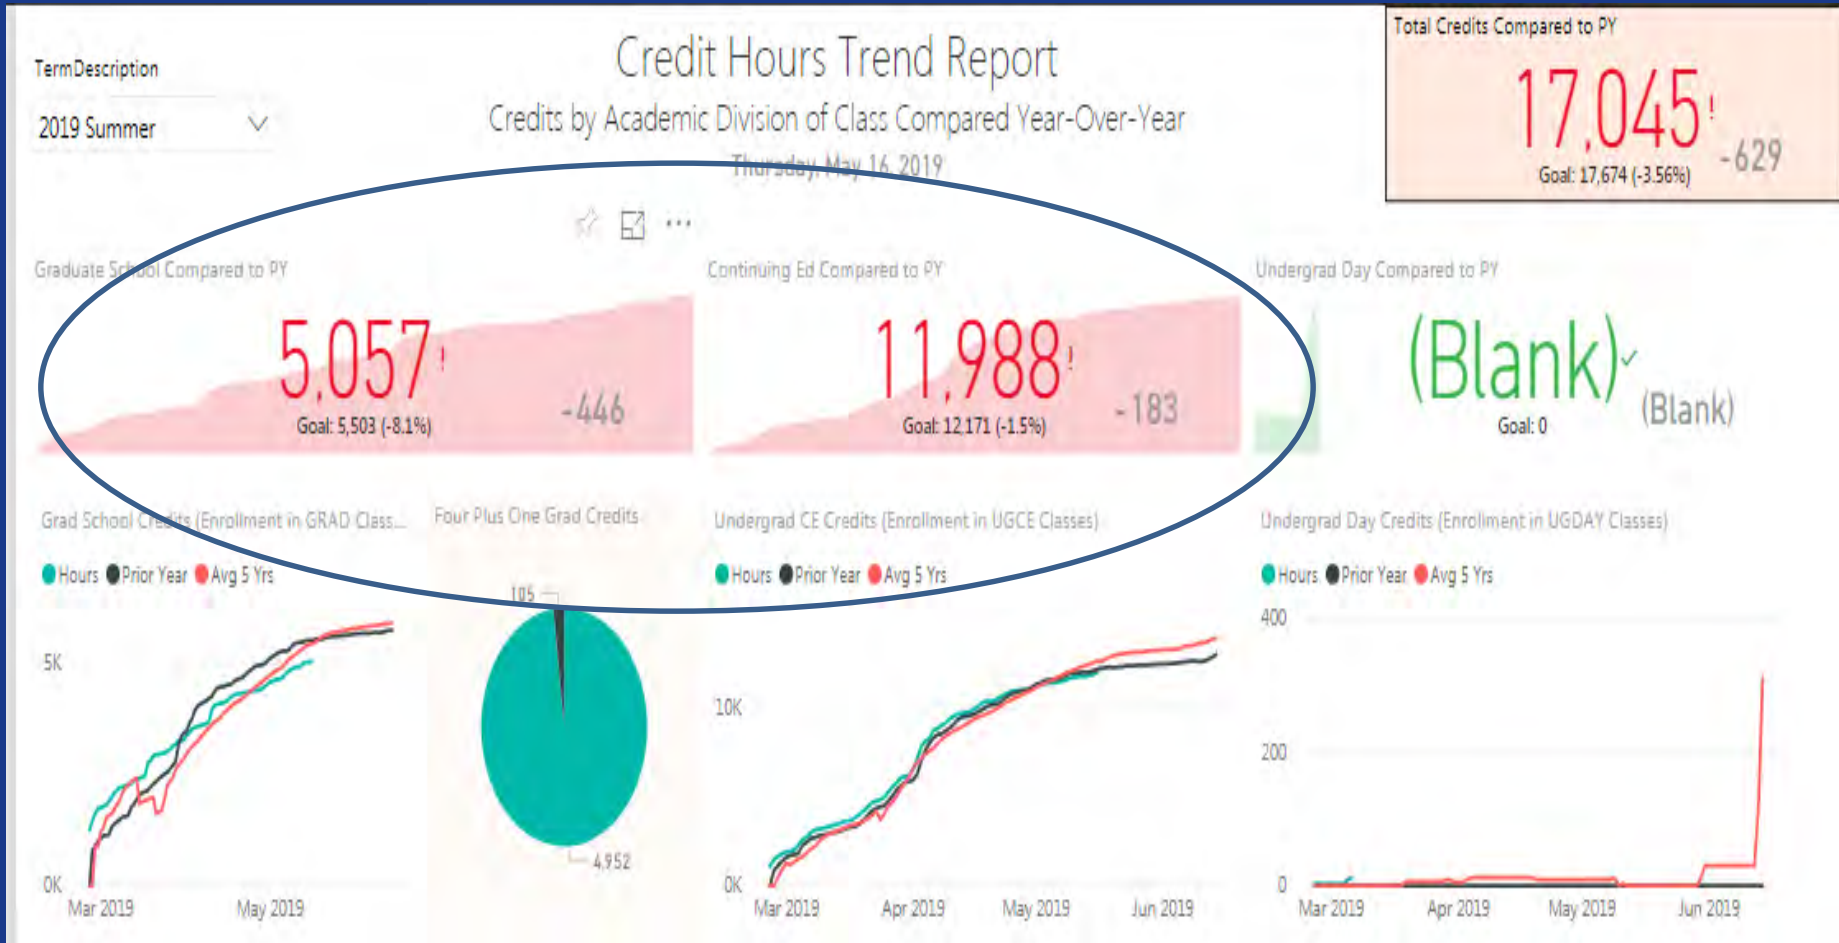 TermDescription
2019 Summer
Credit Hours Trend Report
Credits by Academic Division of Class Compared Year-Over-Year
Thursday, May 16, 2019
Total Credits Compared to PY
17,045!
-629
Goal: 17,674 (-3.56%)
Graduate School Compared to PY
5,057!
-446
Goal: 5,503 (-8.1%)
Continuing Ed Compared to PY
11,988!
-183
Goal: 12,171 (-1.5%)
Undergrad Day Compared to PY
(Blank)
(Blank)
Goal: 0
Grad School Credits (Enrollment in GRAD Class...
Hours Prior Year Avg 5 Yrs
5K
0K
Mar 2019 May 2019
Four Plus One Grad Credits
105
4,952
Undergrad CE Credits (Enrollment in UGCE Classes)
Hours Prior Year Avg 5 Yrs
10K
0K
Mar 2019 Apr 2019 May 2019 Jun 2019
Undergrad Day Credits (Enrollment in UGDAY Classes)
Hours Prior Year Avg 5 Yrs
400
200
0
Mar 2019 Apr 2019 May 2019 Jun 2019